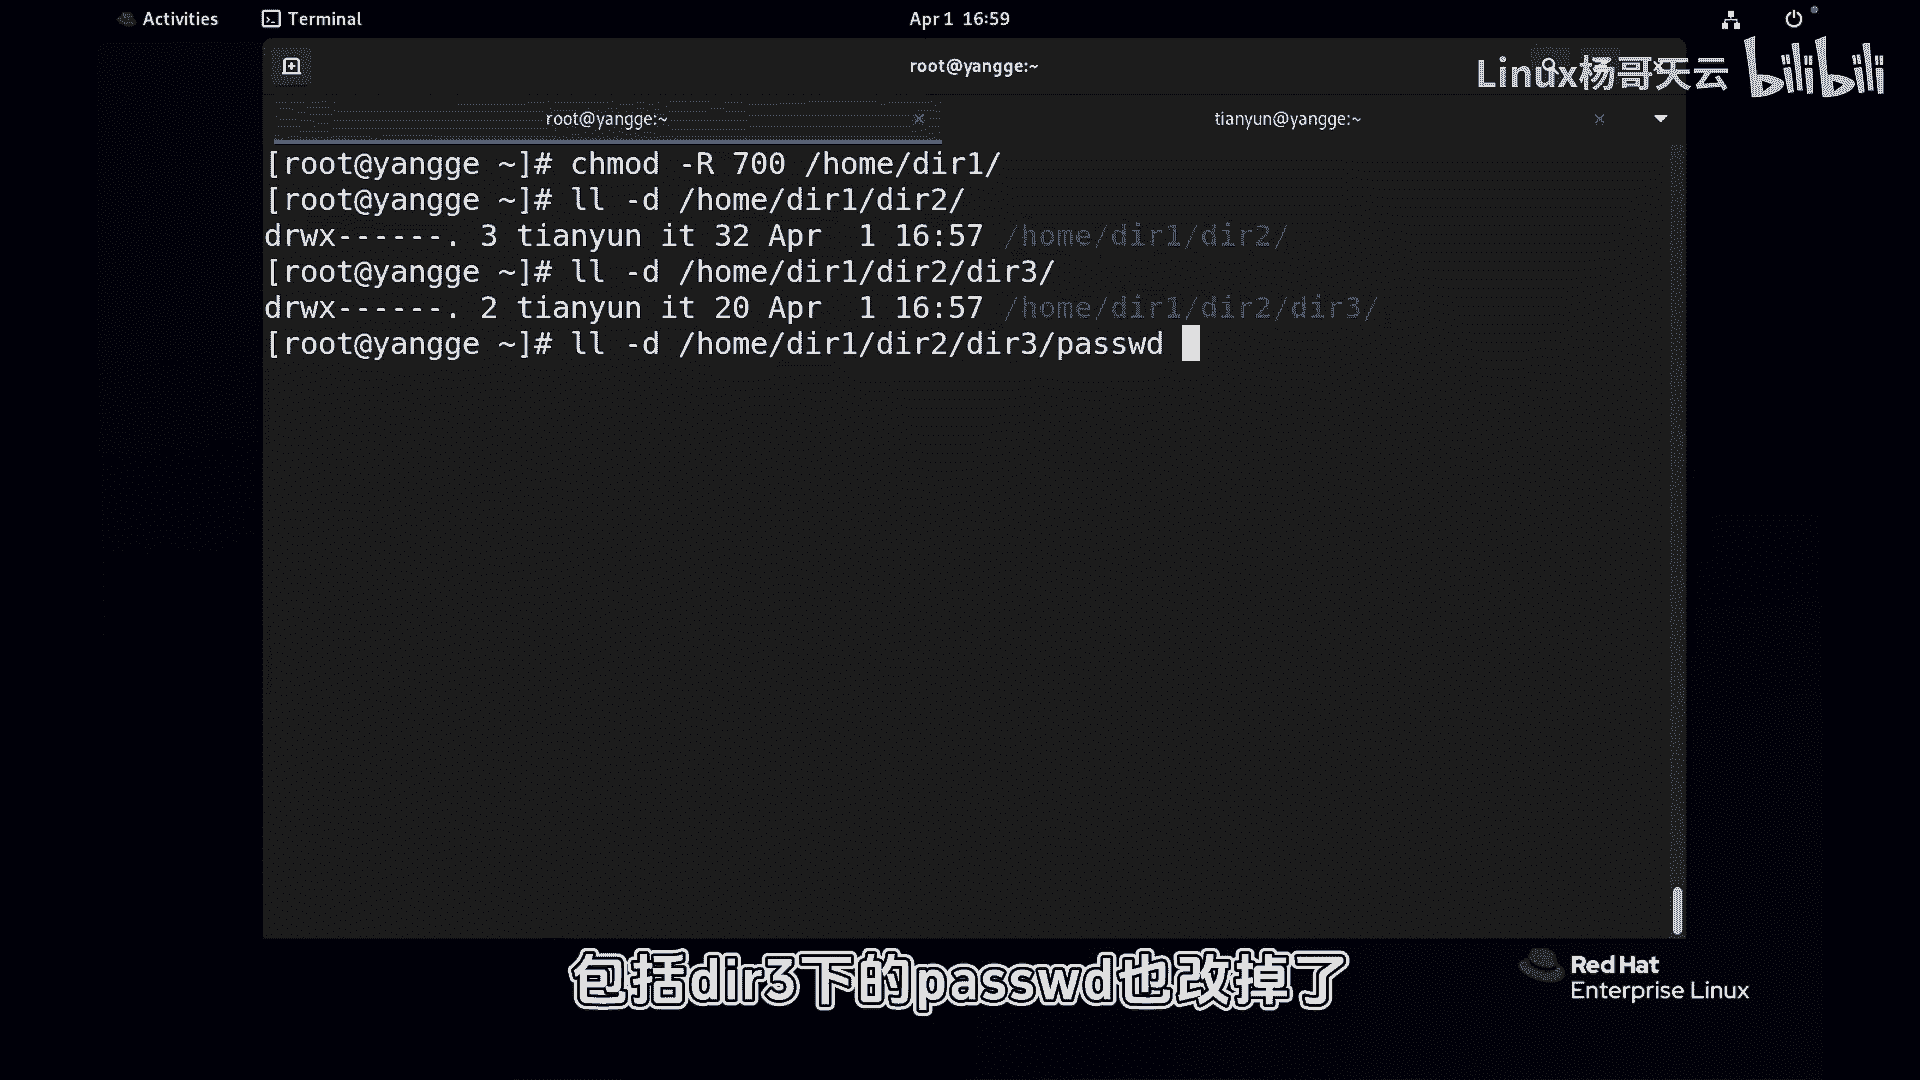 Activities
Terminal
Apr 1 16:59
root@yangge:~
Linux杨哥天云 bilibili
root@yangge:~
tianyun@yangge:~
[root@yangge ~]# chmod -R 700 /home/dir1/
[root@yangge ~]# ll -d /home/dir1/dir2/
drwx------. 3 tianyun it 32 Apr  1 16:57 /home/dir1/dir2/
[root@yangge ~]# ll -d /home/dir1/dir2/dir3/
drwx------. 2 tianyun it 20 Apr  1 16:57 /home/dir1/dir2/dir3/
[root@yangge ~]# ll -d /home/dir1/dir2/dir3/passwd
包括dir3下的passwd也改掉了
Red Hat
Enterprise Linux